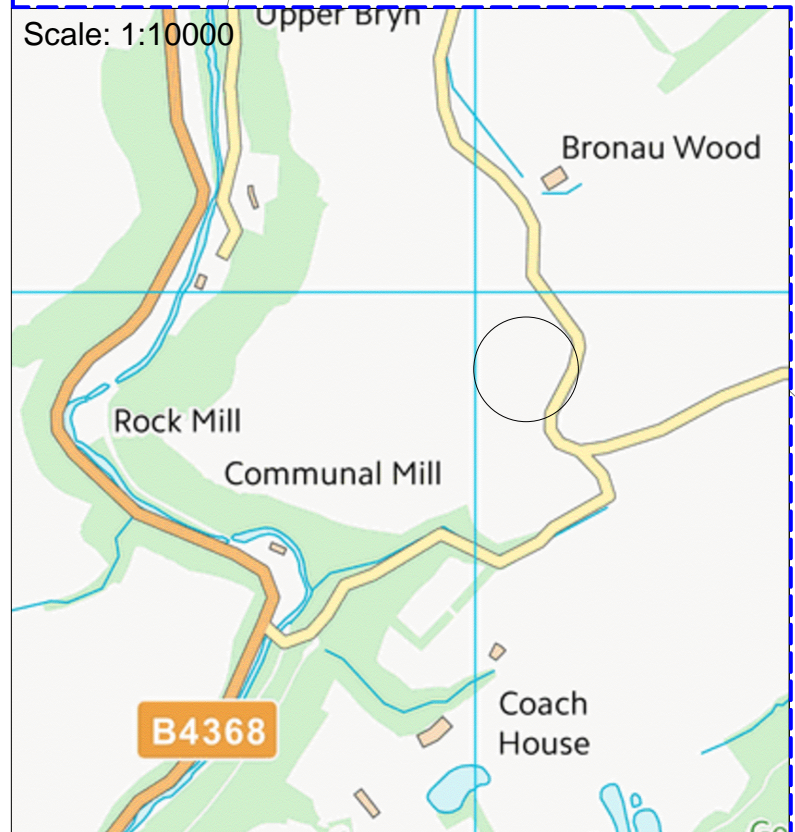 Upper Bryn
Scale: 1:10000
Bronau Wood
Rock Mill
Communal Mill
Coach
House
B4368